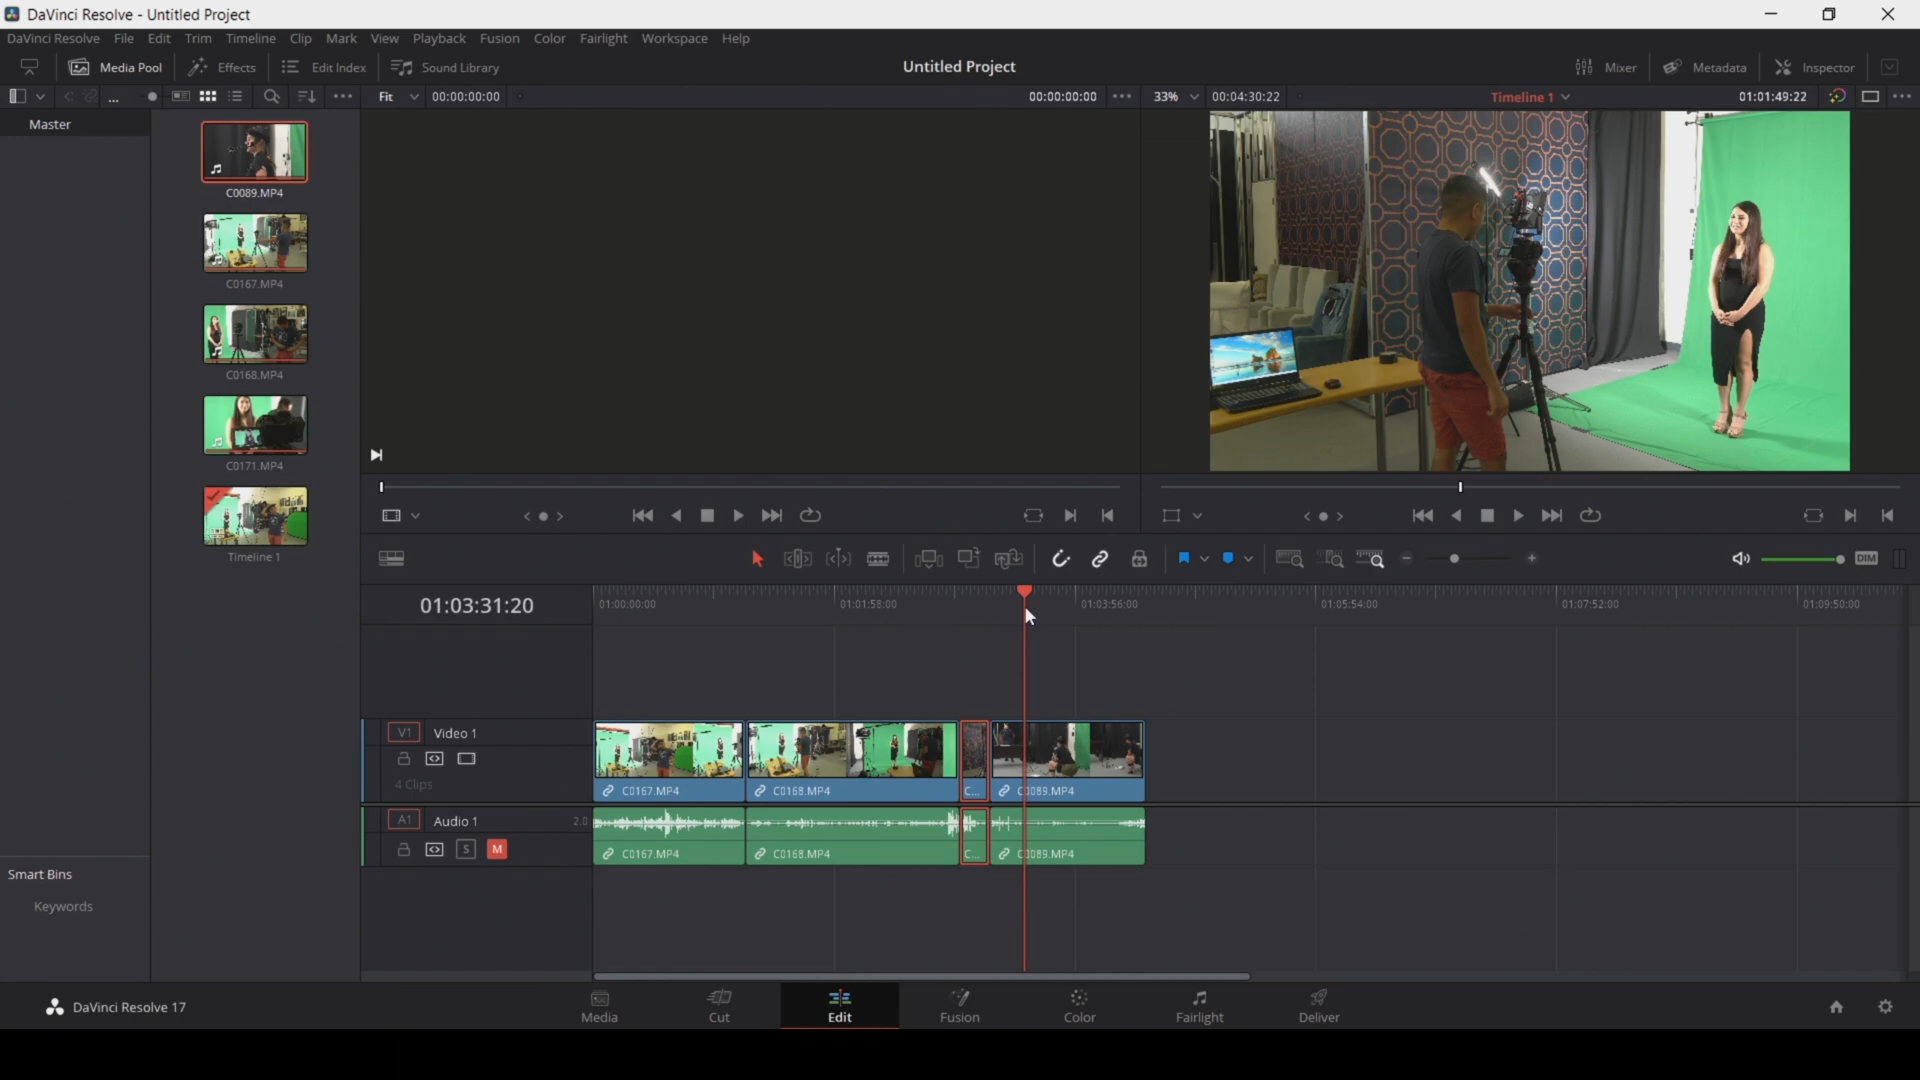 DaVinci Resolve - Untitled Project
DaVinci Resolve File Edit Trim Timeline Clip Mark View Playback Fusion Color Fairlight Workspace Help
Media Pool Effects Edit Index Sound Library Untitled Project Mixer Metadata Inspector
... Fit 00:00:00:00 00:00:00:00 33% 00:04:30:22 Timeline 1 01:01:49:22
Master
C0089.MP4
C0167.MP4
C0168.MP4
C0171.MP4
Timeline 1
DIM
01:03:31:20 01:00:00:00 01:01:58:00 01:03:56:00 01:05:54:00 01:07:52:00 01:09:50:00
V1 Video 1
4 Clips C0167.MP4 C0168.MP4 C... C0089.MP4
A1 Audio 1 2.0
S M C0167.MP4 C0168.MP4 C... C0089.MP4
Smart Bins
Keywords
DaVinci Resolve 17 Media Cut Edit Fusion Color Fairlight Deliver